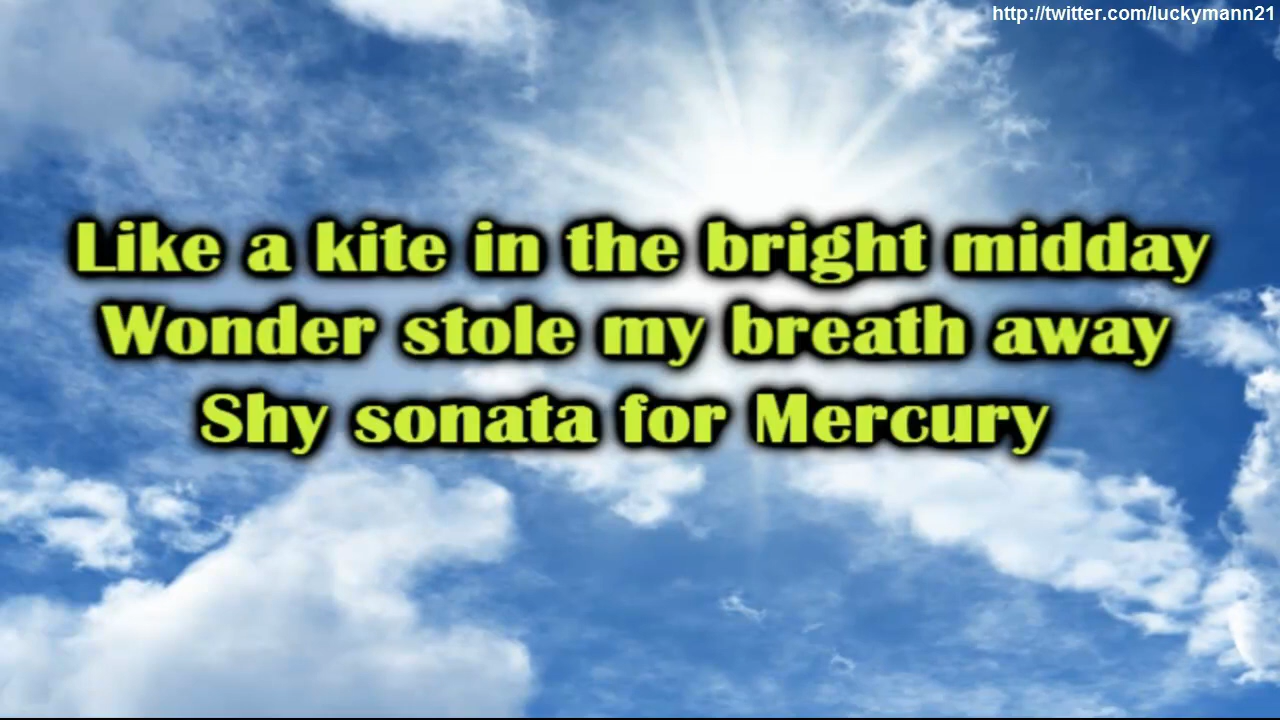 http://twitter.com/luckymann21
Like a kite in the bright midday
Wonder stole my breath away
Shy sonata for Mercury